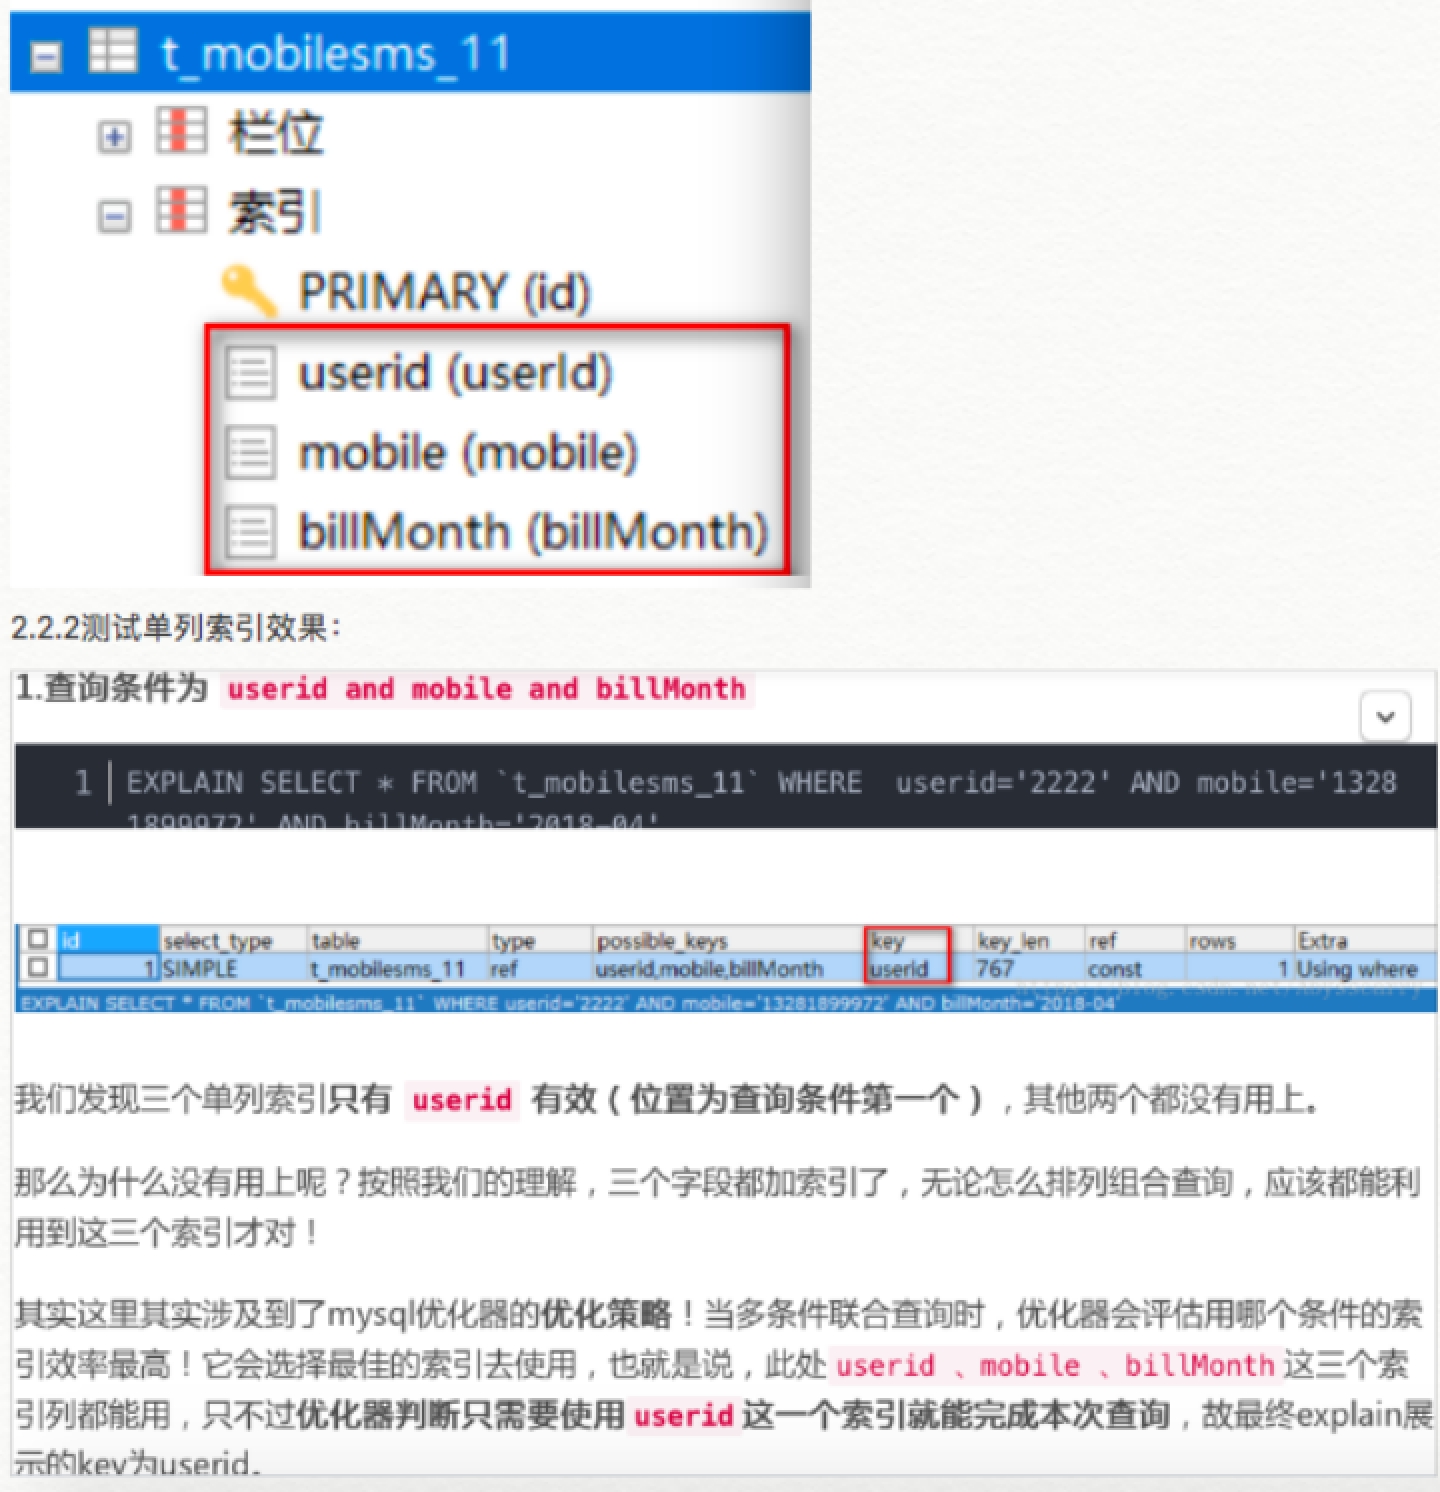 t_mobilesms_11
栏位
索引
PRIMARY (id)
userid (userId)
mobile (mobile)
billMonth (billMonth)
2.2.2测试单列索引效果：
1.查询条件为 userid and mobile and billMonth
1 EXPLAIN SELECT * FROM `t_mobilesms_11` WHERE  userid='2222' AND mobile='1328
1899972' AND billMonth='2018-04'
id select_type table type possible_keys key key_len ref rows Extra
1 SIMPLE t_mobilesms_11 ref userid,mobile,billMonth userid 767 const 1 Using where
EXPLAIN SELECT * FROM `t_mobilesms_11` WHERE userid='2222' AND mobile='13281899972' AND billMonth='2018-04'
我们发现三个单列索引只有 userid 有效（位置为查询条件第一个），其他两个都没有用上。
那么为什么没有用上呢？按照我们的理解，三个字段都加索引了，无论怎么排列组合查询，应该都能利
用到这三个索引才对！
其实这里其实涉及到了mysql优化器的优化策略！当多条件联合查询时，优化器会评估用哪个条件的索
引效率最高！它会选择最佳的索引去使用，也就是说，此处 userid 、mobile 、billMonth 这三个索
引列都能用，只不过优化器判断只需要使用 userid 这一个索引就能完成本次查询，故最终explain展
示的key为userid。